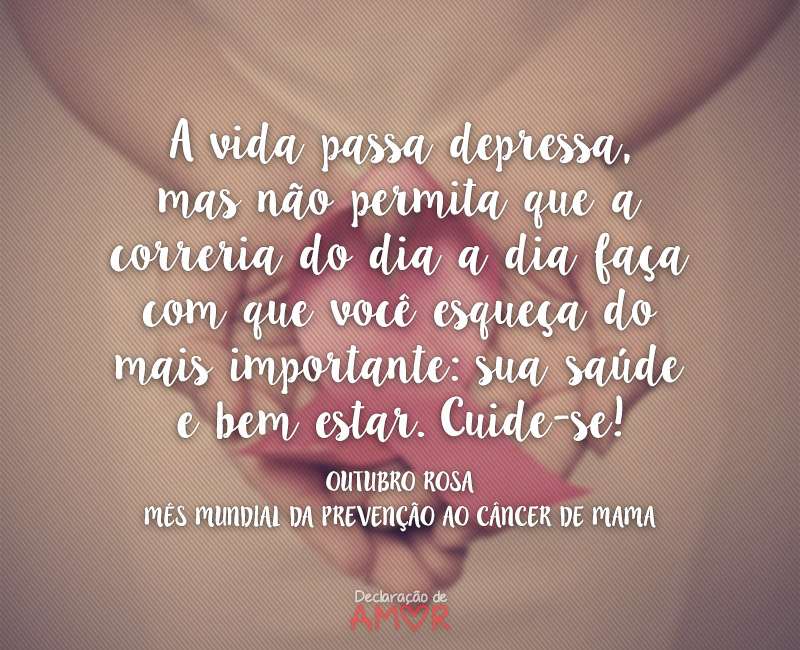 A vida passa depressa,
mas não permita que a
correria do dia a dia faça
com que você esqueça do
mais importante: sua saúde
e bem estar. Cuide-se!
OUTUBRO ROSA
MÊS MUNDIAL DA PREVENÇÃO AO CÂNCER DE MAMA
Declaração de
AMOR